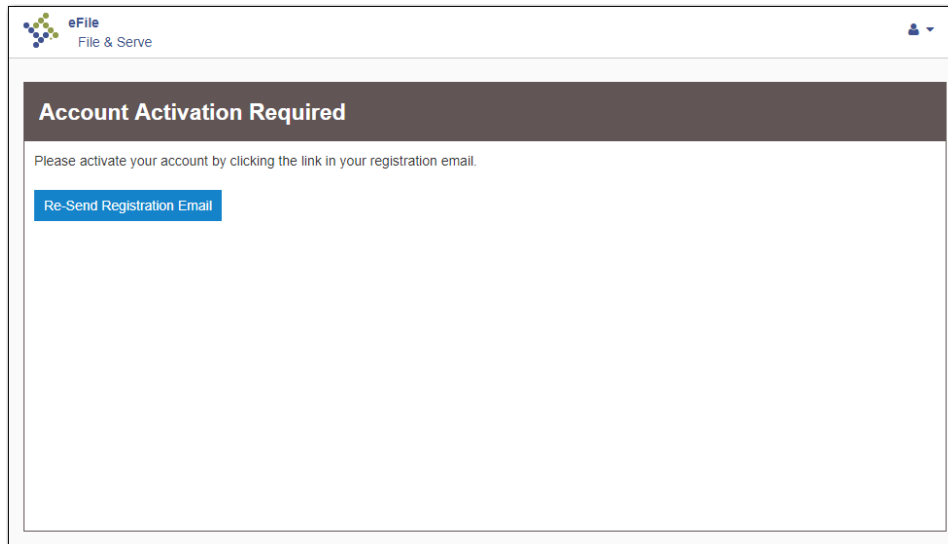 eFile
File & Serve
Account Activation Required
Please activate your account by clicking the link in your registration email.
Re-Send Registration Email